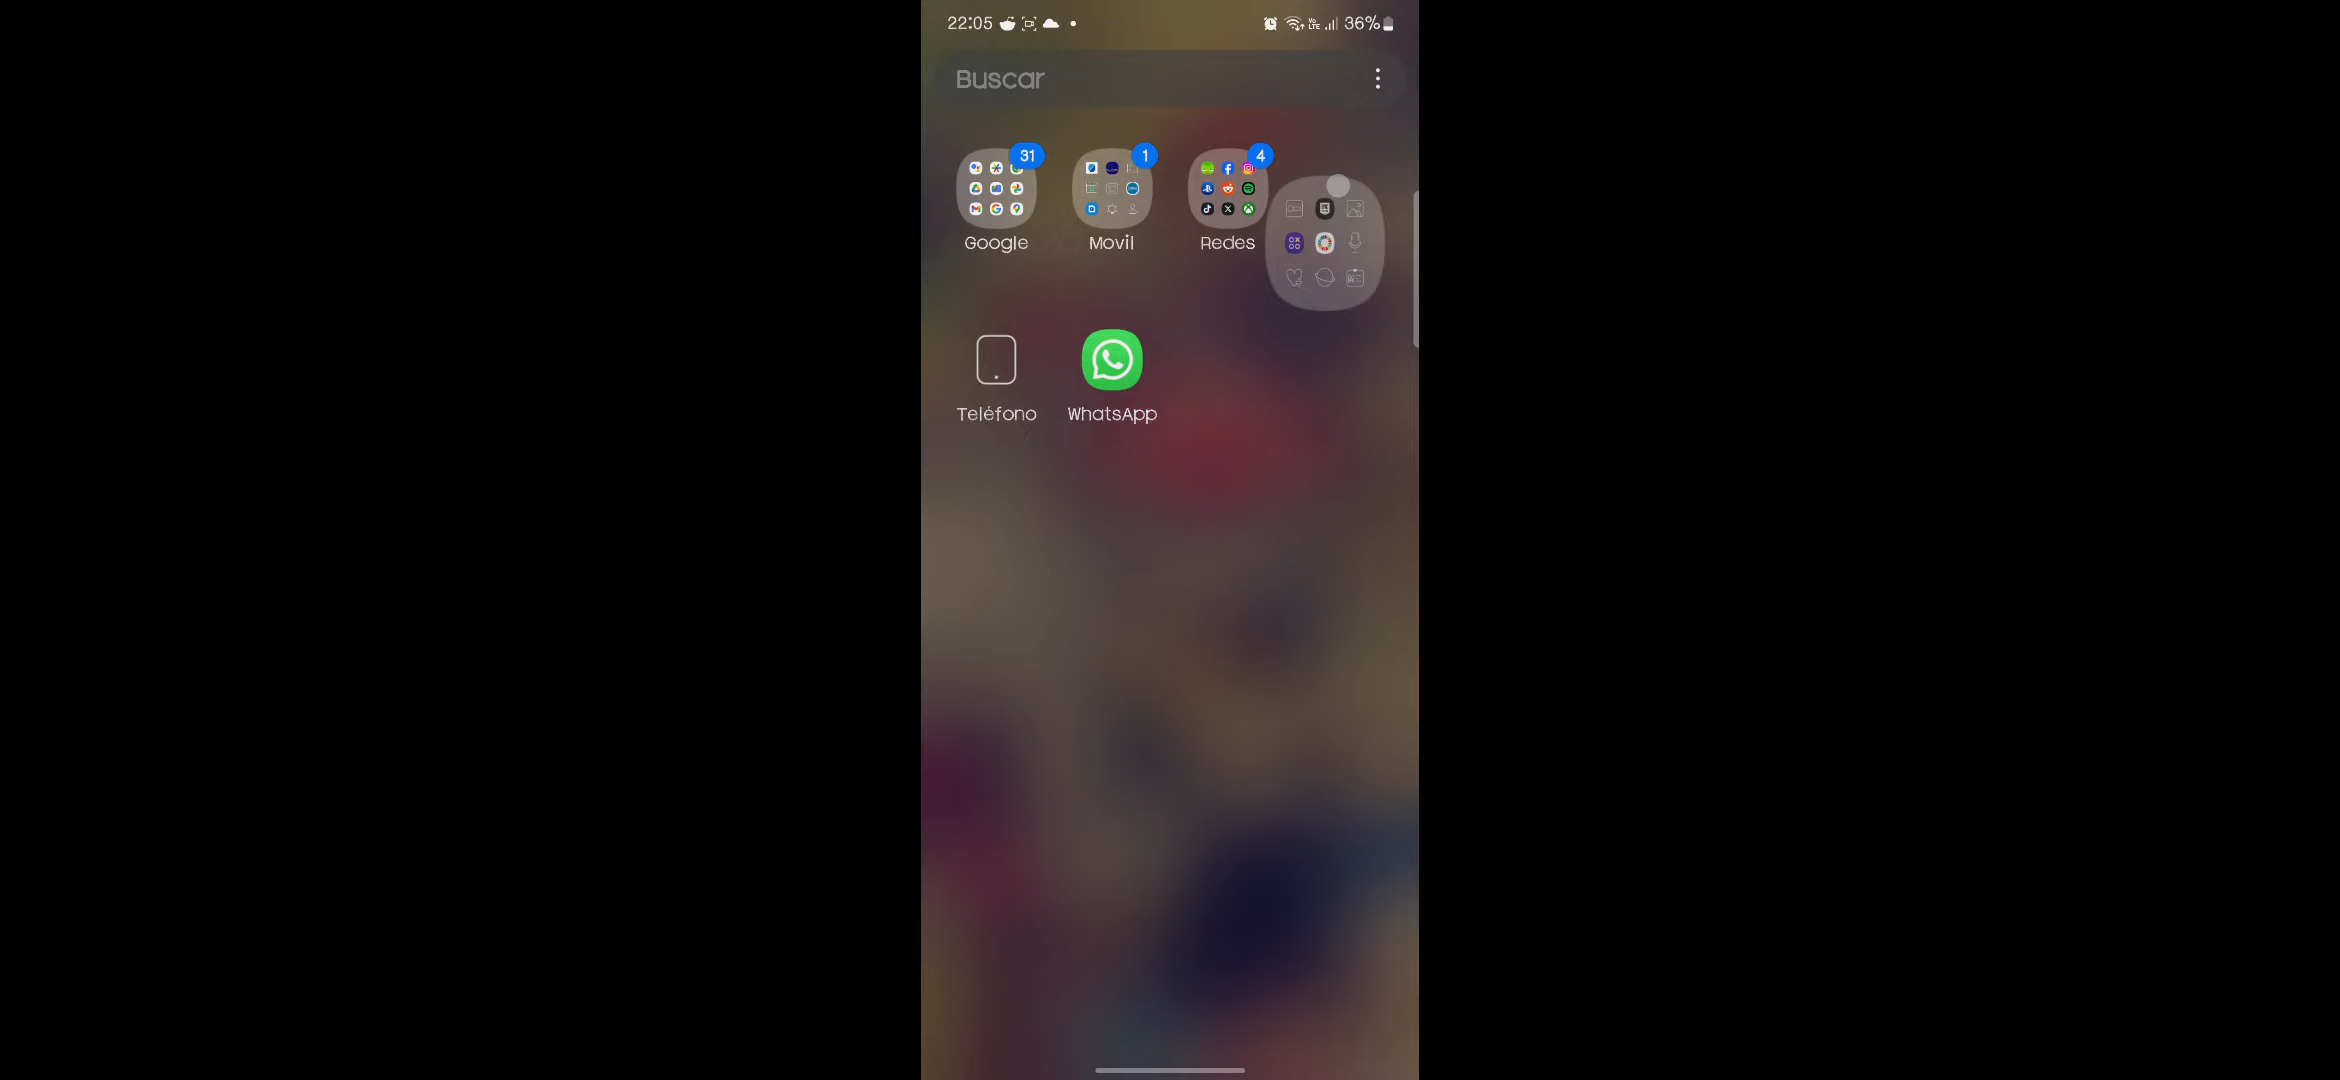 22:05 36%
Buscar
31 1 4
Google Movil Redes
Teléfono WhatsApp